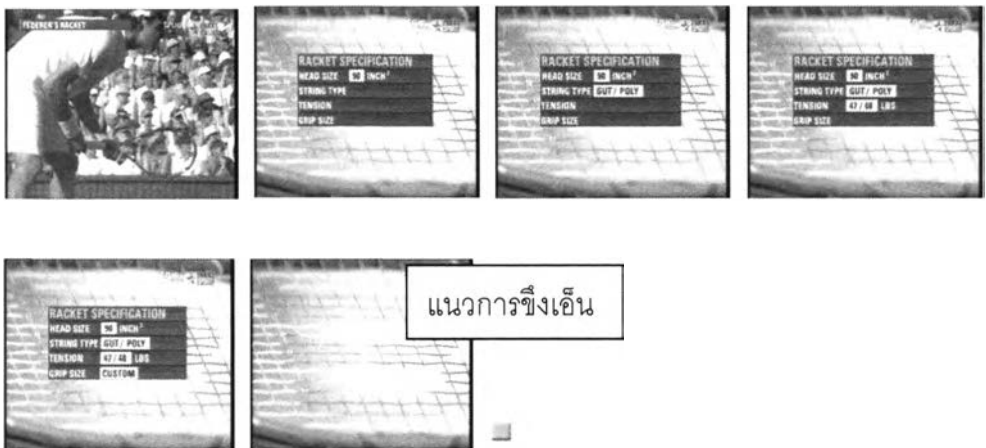 FEDERER'S RACKET
RACKET SPECIFICATION
HEAD SIZE 90 INCH²
STRING TYPE
TENSION
GRIP SIZE
RACKET SPECIFICATION
HEAD SIZE 90 INCH²
STRING TYPE GUT / POLY
TENSION
GRIP SIZE
RACKET SPECIFICATION
HEAD SIZE 90 INCH²
STRING TYPE GUT / POLY
TENSION 47 / 48 LBS
GRIP SIZE
RACKET SPECIFICATION
HEAD SIZE 90 INCH²
STRING TYPE GUT / POLY
TENSION 47 / 48 LBS
GRIP SIZE CUSTOM
แนวการขึงเอ็น